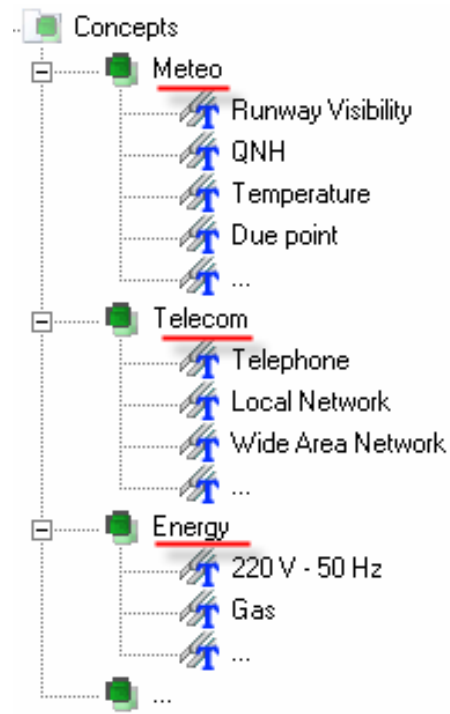 Concepts
Meteo
Runway Visibility
QNH
Temperature
Due point
...
Telecom
Telephone
Local Network
Wide Area Network
...
Energy
220 V - 50 Hz
Gas
...
...